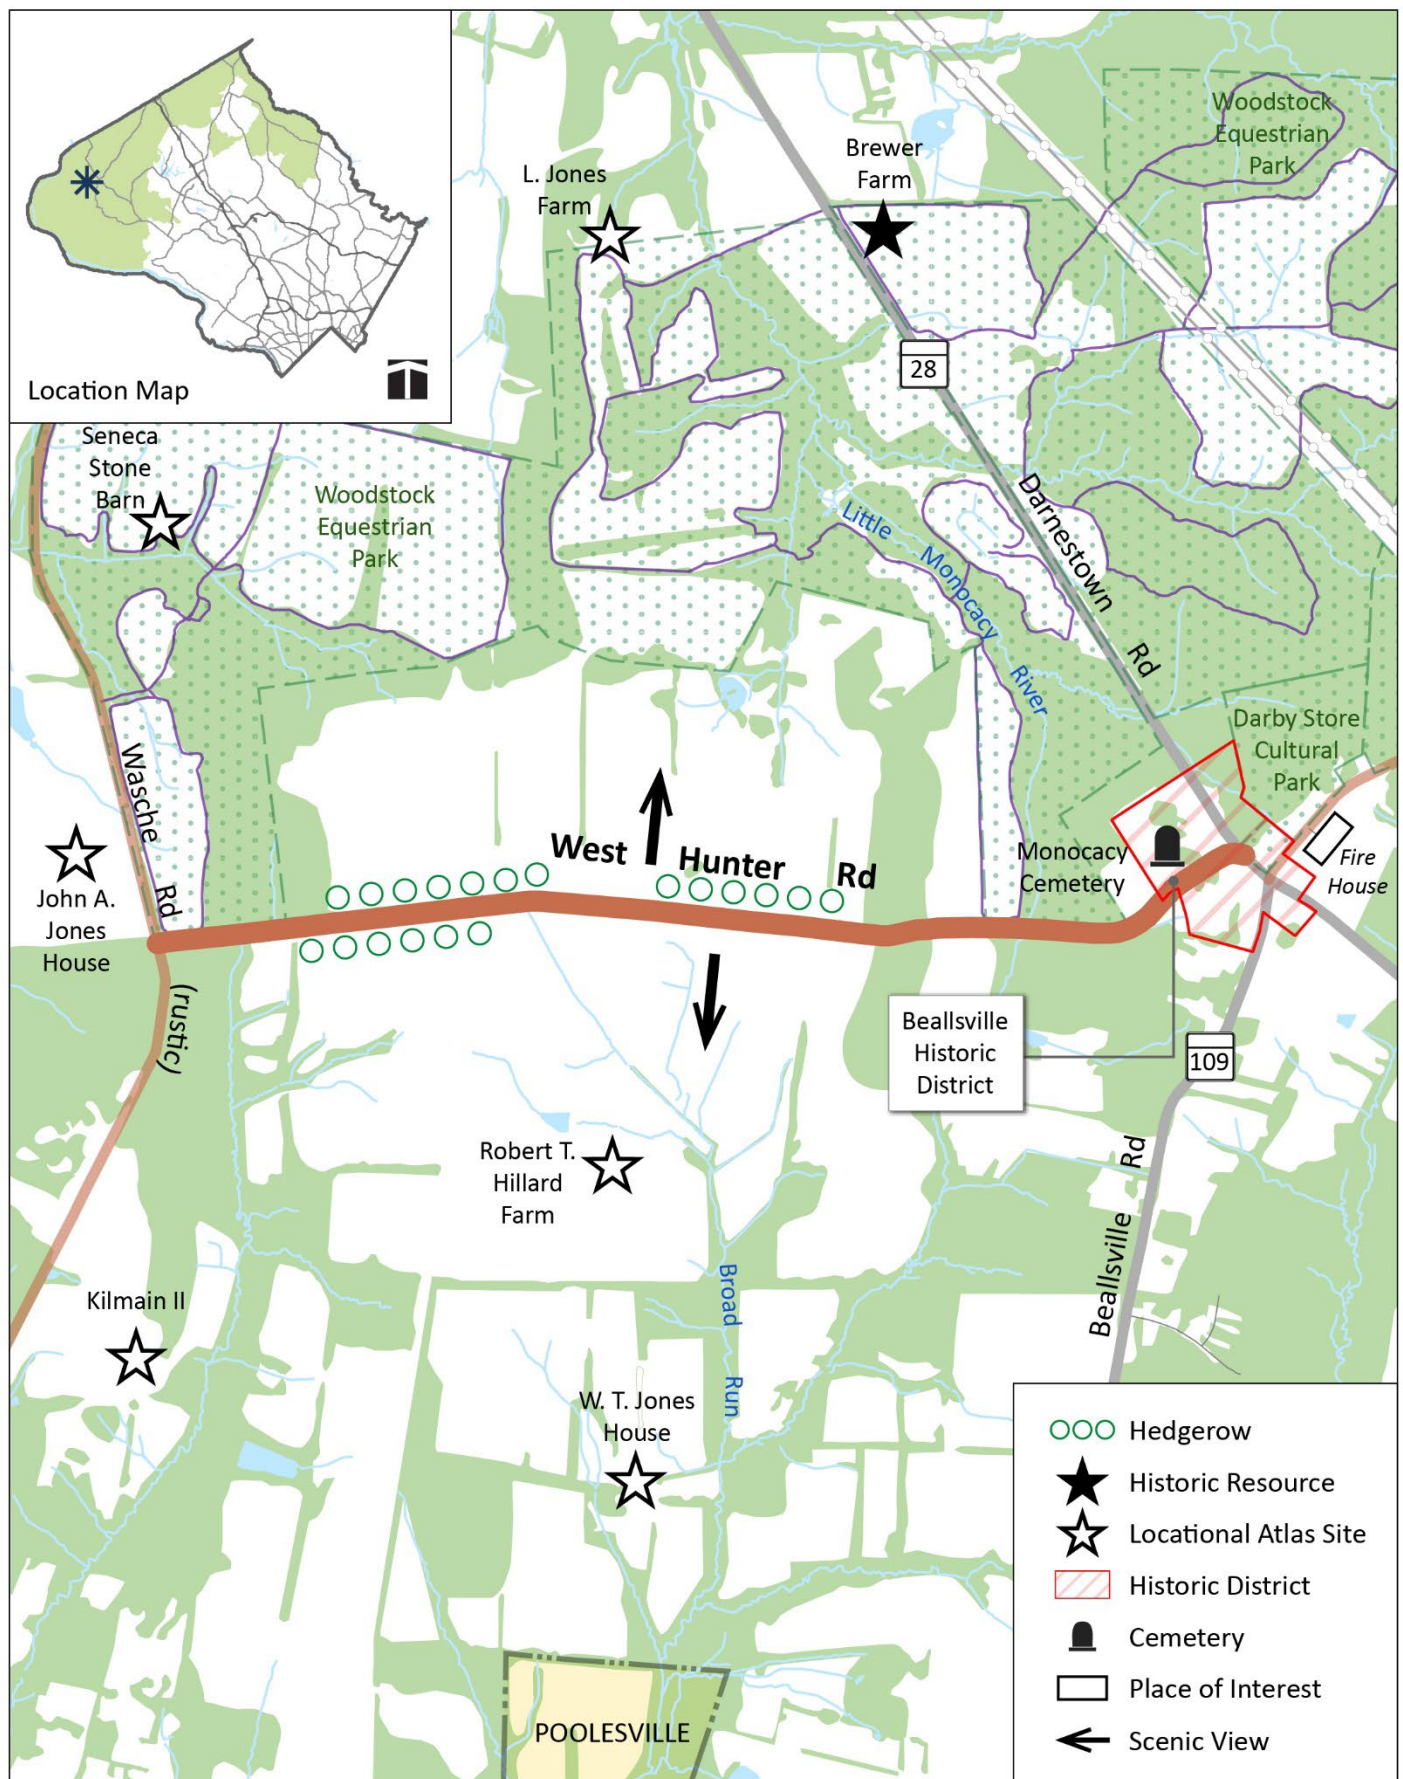 Location Map
Woodstock
Equestrian
Park
Brewer
Farm
L. Jones
Farm
28
Seneca
Stone
Barn
Woodstock
Equestrian
Park
Darnestown Rd
Little Monocacy River
Darby Store
Cultural
Park
Wasche Rd
(rustic)
West Hunter Rd
Monocacy
Cemetery
Fire
House
John A.
Jones
House
Beallsville
Historic
District
109
Beallsville Rd
Robert T.
Hillard
Farm
Broad Run
Kilmain II
W. T. Jones
House
POOLESVILLE
Hedgerow
Historic Resource
Locational Atlas Site
Historic District
Cemetery
Place of Interest
Scenic View